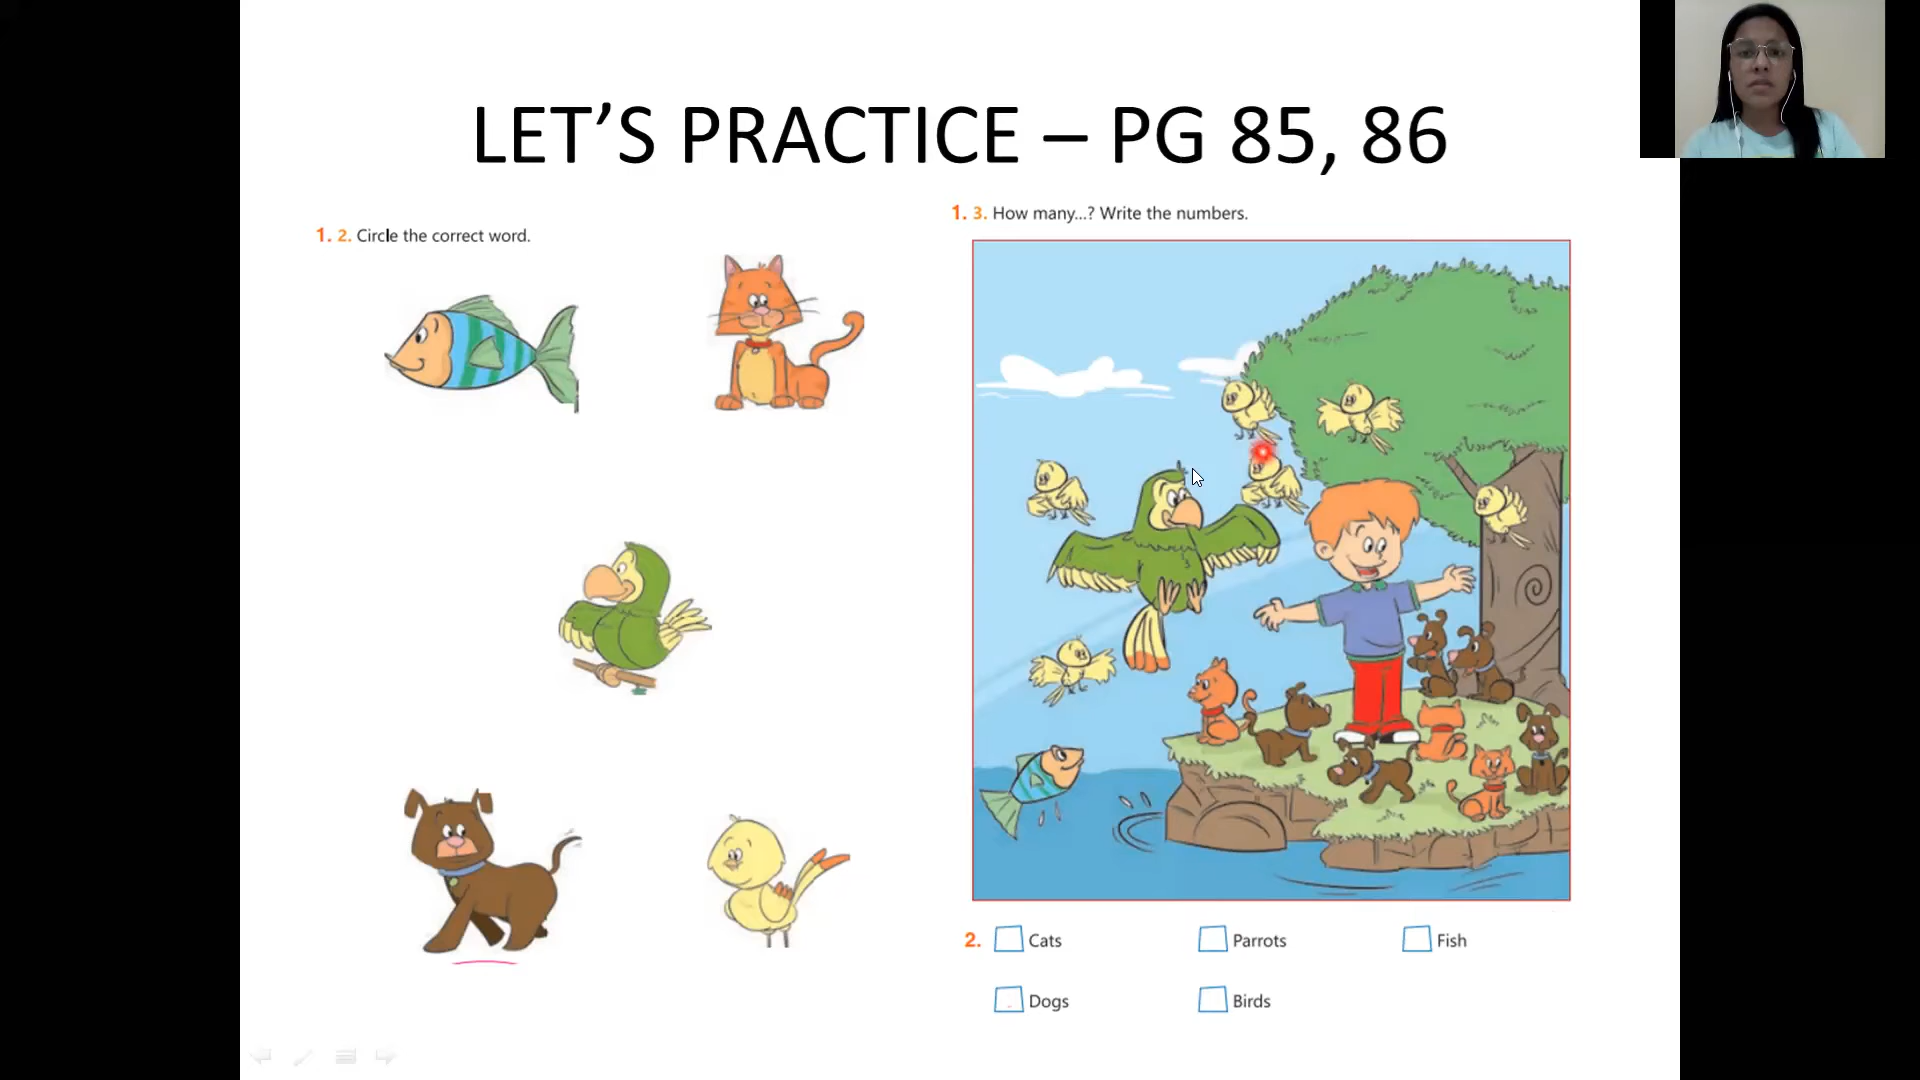 LET’S PRACTICE – PG 85, 86
1. 2. Circle the correct word.
1. 3. How many...? Write the numbers.
2. Cats Parrots Fish
Dogs Birds